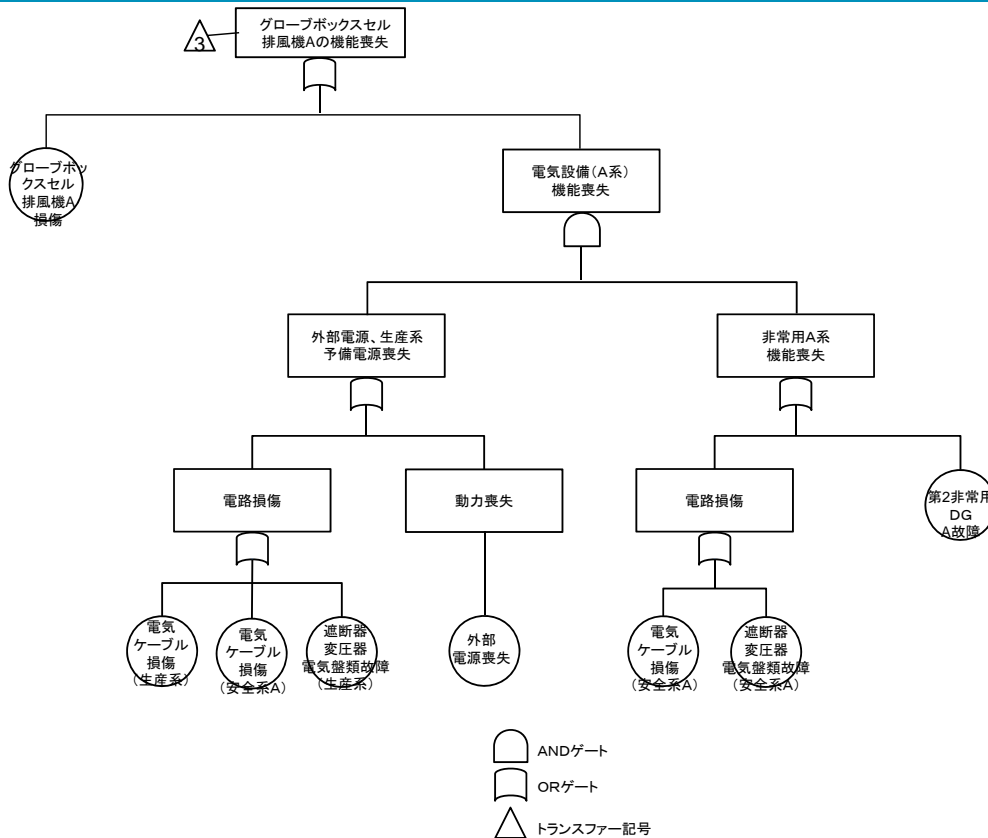 グローブボックスセル
排風機Aの機能喪失
3
グローブボッ
クスセル
排風機A
損傷
電気設備(A系)
機能喪失
外部電源、生産系
予備電源喪失
非常用A系
機能喪失
電路損傷
動力喪失
電路損傷
第2非常用
DG
A故障
電気
ケーブル
損傷
(生産系)
電気
ケーブル
損傷
(安全系A)
遮断器
変圧器
電気盤類故障
(生産系)
外部
電源喪失
電気
ケーブル
損傷
(安全系A)
遮断器
変圧器
電気盤類故障
(安全系A)
ANDゲート
ORゲート
トランスファー記号